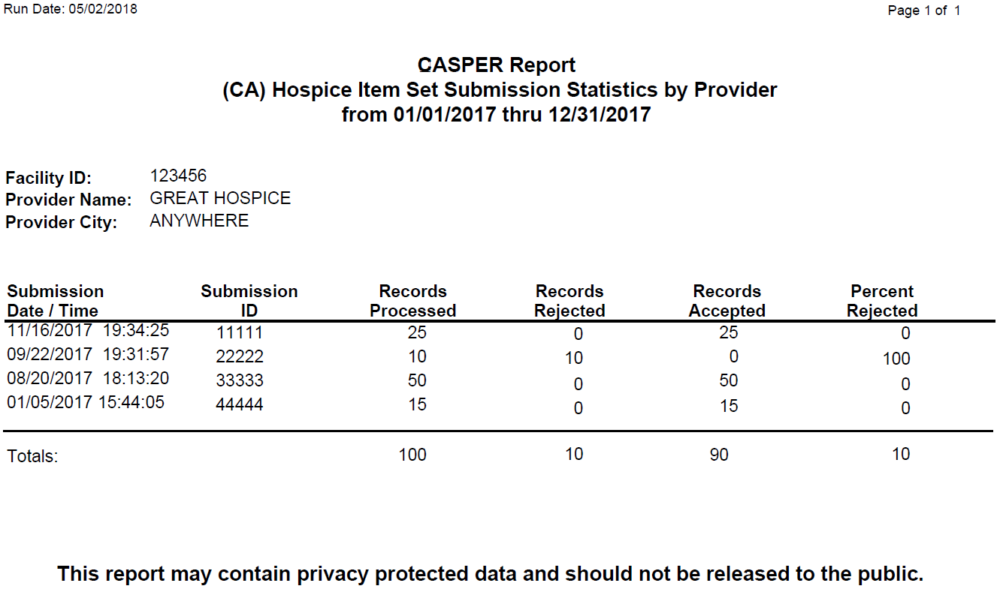 Run Date: 05/02/2018 Page 1 of 1
CASPER Report
(CA) Hospice Item Set Submission Statistics by Provider
from 01/01/2017 thru 12/31/2017
Facility ID: 123456
Provider Name: GREAT HOSPICE
Provider City: ANYWHERE
Submission Submission Records Records Records Percent
Date / Time ID Processed Rejected Accepted Rejected
11/16/2017 19:34:25 11111 25 0 25 0
09/22/2017 19:31:57 22222 10 10 0 100
08/20/2017 18:13:20 33333 50 0 50 0
01/05/2017 15:44:05 44444 15 0 15 0
Totals: 100 10 90 10
This report may contain privacy protected data and should not be released to the public.